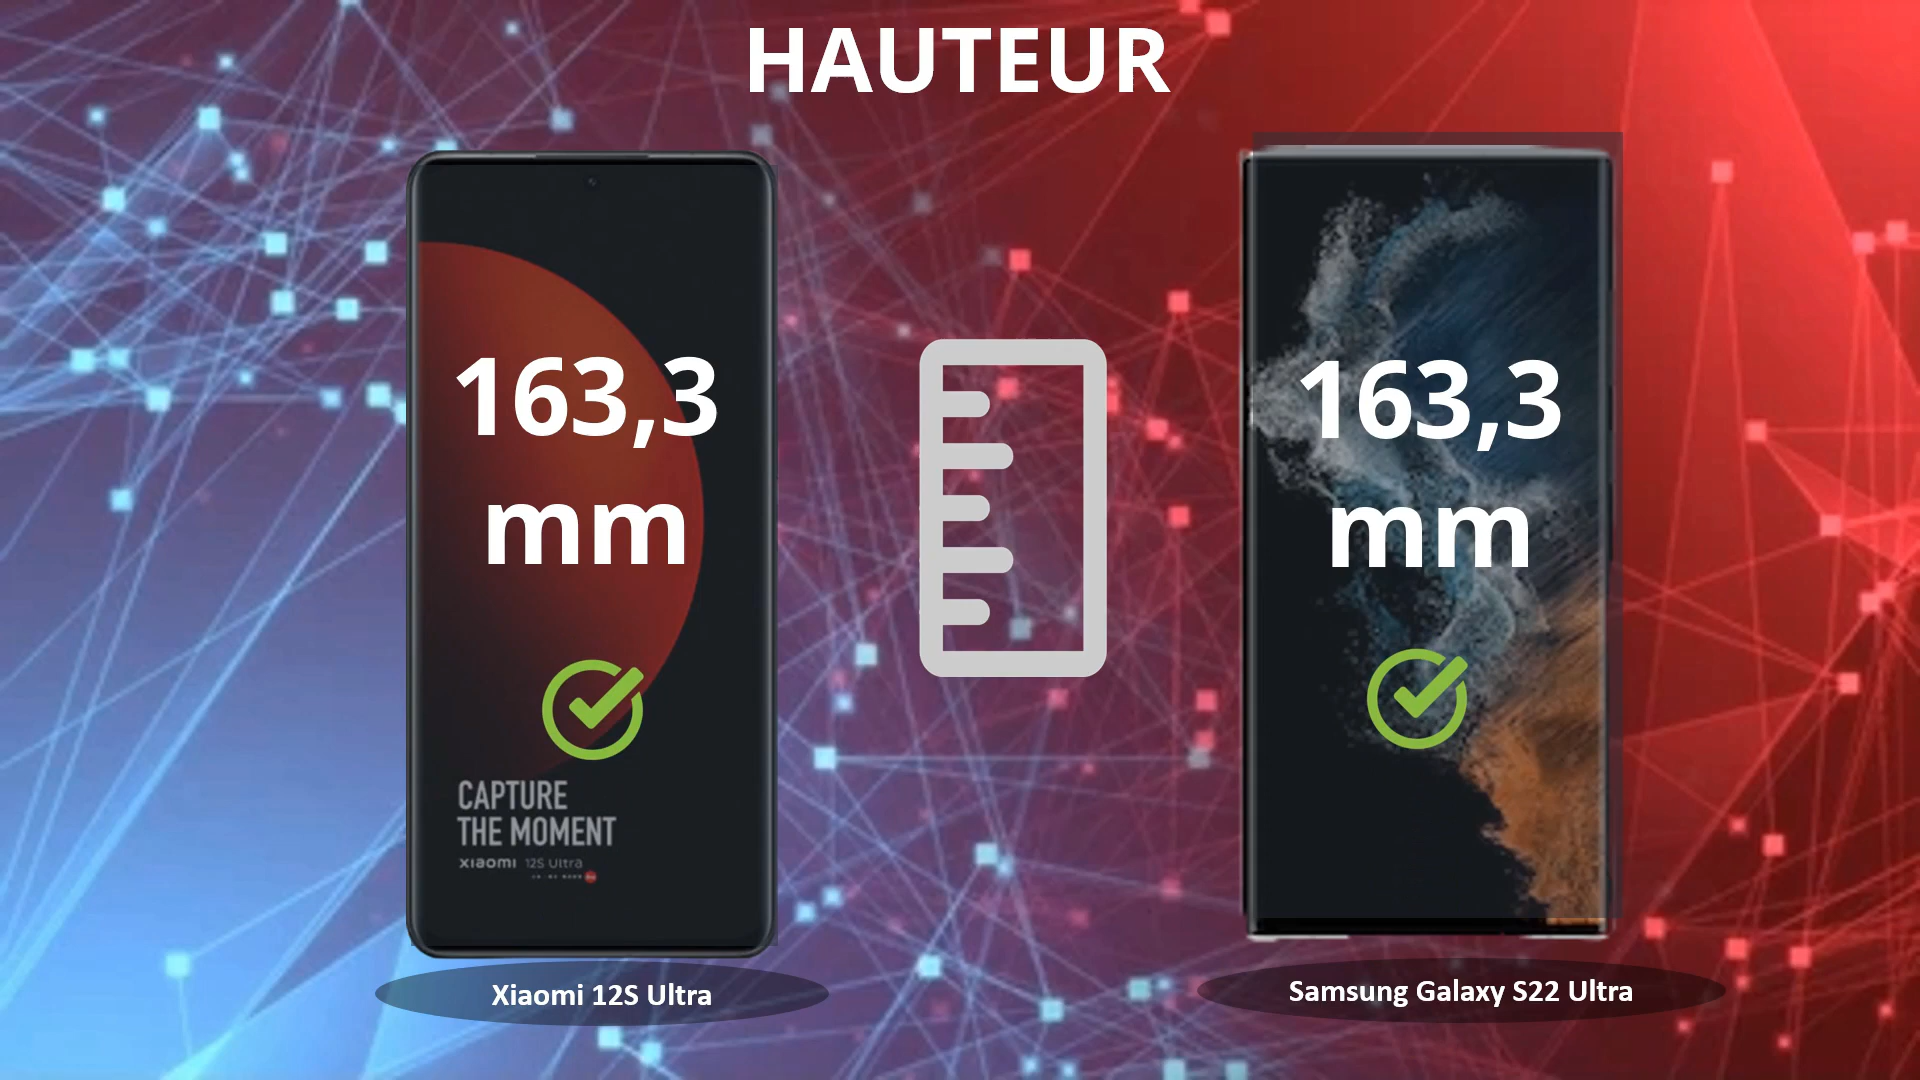 HAUTEUR
163,3
mm
CAPTURE
THE MOMENT
xiaomi 12S Ultra
Xiaomi 12S Ultra
163,3
mm
Samsung Galaxy S22 Ultra